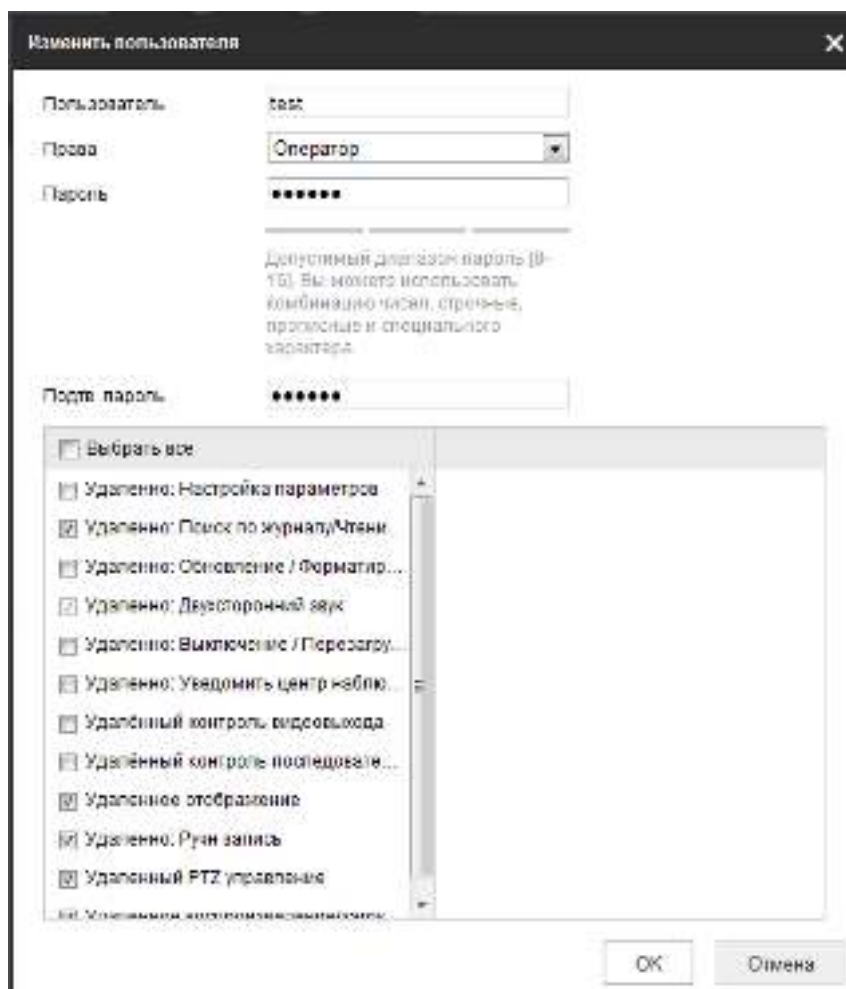 Изменить пользователя
Пользователь
test
Права
Оператор
Пароль
••••••
Допустимый диапазон пароль [8-
16]. Вы можете использовать
комбинацию чисел, строчные,
прописные и специального
характера.
Подтв. пароль
••••••
Выбрать все
Удаленно: Настройка параметров
Удаленно: Поиск по журналу/Чтени...
Удаленно: Обновление / Форматир...
Удаленно: Двухсторонний звук
Удаленно: Выключение / Перезагру...
Удаленно: Уведомить центр наблю...
Удалённый контроль видеовыхода
Удалённый контроль последовате...
Удаленное отображение
Удаленно: Ручн запись
Удаленный PTZ управление
Удаленное
OK
Отмена